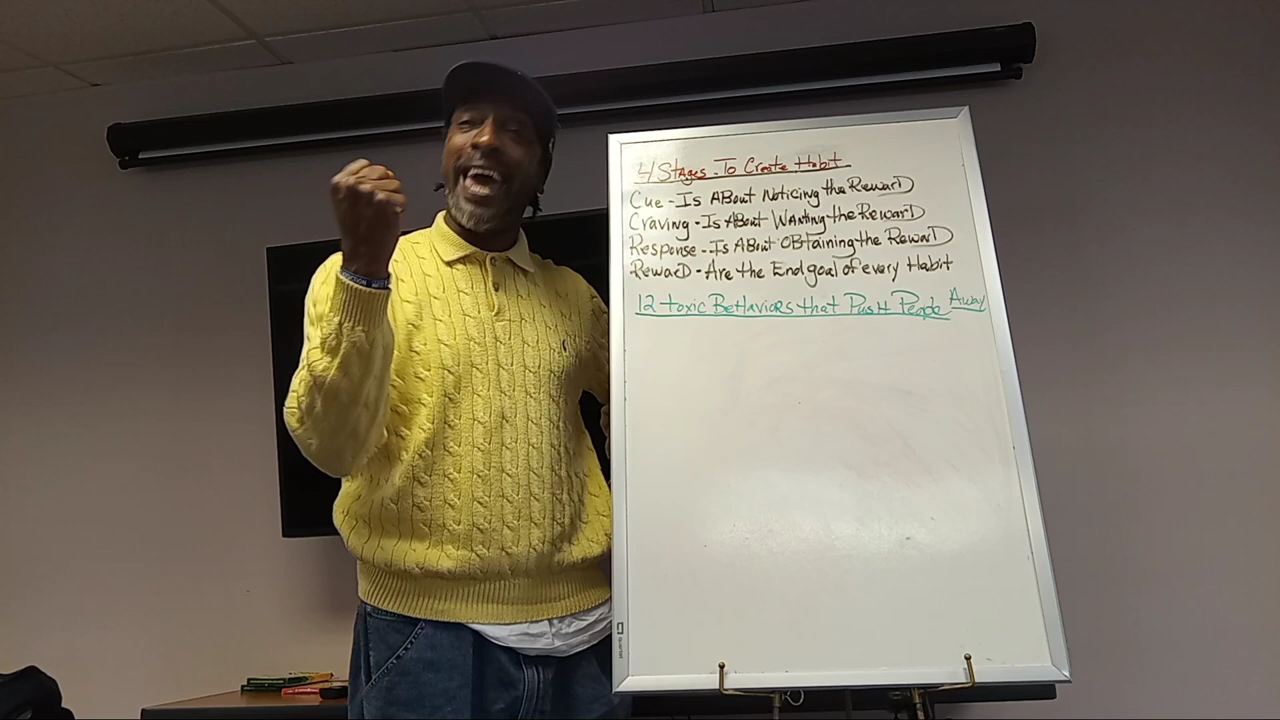 4 Stages - To Create Habit
Cue - Is About Noticing the Reward
Craving - Is About Wanting the Reward
Response - Is About Obtaining the Reward
Reward - Are the End goal of every Habit
12 toxic Behaviors that Push People Away
quartet